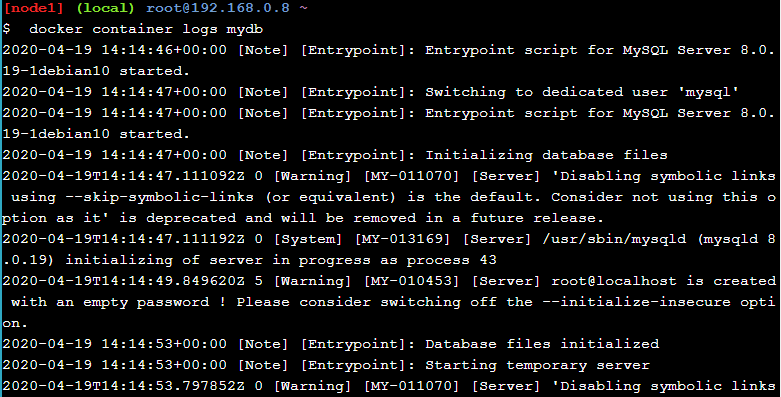 [node1] (local) root@192.168.0.8 ~
$  docker container logs mydb
2020-04-19 14:14:46+00:00 [Note] [Entrypoint]: Entrypoint script for MySQL Server 8.0.
19-1debian10 started.
2020-04-19 14:14:47+00:00 [Note] [Entrypoint]: Switching to dedicated user 'mysql'
2020-04-19 14:14:47+00:00 [Note] [Entrypoint]: Entrypoint script for MySQL Server 8.0.
19-1debian10 started.
2020-04-19 14:14:47+00:00 [Note] [Entrypoint]: Initializing database files
2020-04-19T14:14:47.111092Z 0 [Warning] [MY-011070] [Server] 'Disabling symbolic links
 using --skip-symbolic-links (or equivalent) is the default. Consider not using this o
ption as it' is deprecated and will be removed in a future release.
2020-04-19T14:14:47.111192Z 0 [System] [MY-013169] [Server] /usr/sbin/mysqld (mysqld 8
.0.19) initializing of server in progress as process 43
2020-04-19T14:14:49.849620Z 5 [Warning] [MY-010453] [Server] root@localhost is created
 with an empty password ! Please consider switching off the --initialize-insecure opti
on.
2020-04-19 14:14:53+00:00 [Note] [Entrypoint]: Database files initialized
2020-04-19 14:14:53+00:00 [Note] [Entrypoint]: Starting temporary server
2020-04-19T14:14:53.797852Z 0 [Warning] [MY-011070] [Server] 'Disabling symbolic links